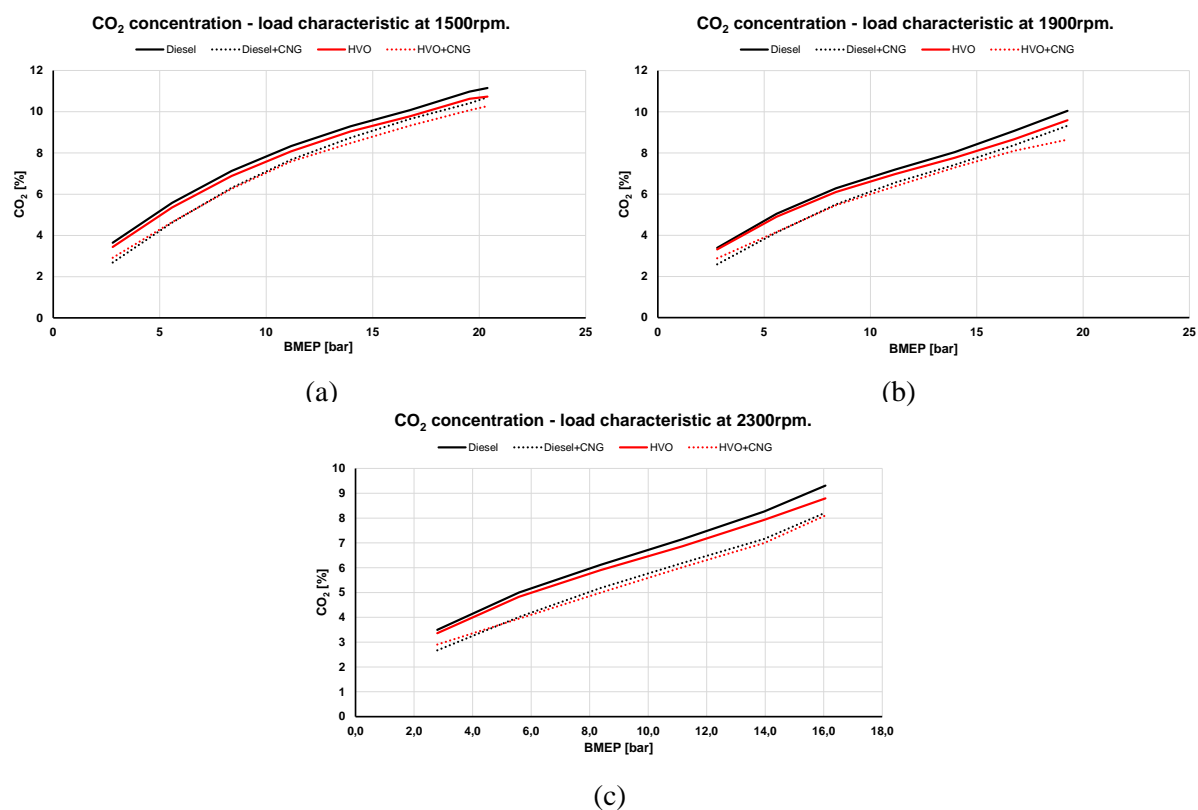 CO₂ concentration - load characteristic at 1500rpm.
Diesel Diesel+CNG HVO HVO+CNG
12
10
8
6
4
2
0
CO₂ [%]
0 5 10 15 20 25
BMEP [bar]
(a)
CO₂ concentration - load characteristic at 1900rpm.
Diesel Diesel+CNG HVO HVO+CNG
12
10
8
6
4
2
0
CO₂ [%]
0 5 10 15 20 25
BMEP [bar]
(b)
CO₂ concentration - load characteristic at 2300rpm.
Diesel Diesel+CNG HVO HVO+CNG
10
9
8
7
6
5
4
3
2
1
0
CO₂ [%]
0,0 2,0 4,0 6,0 8,0 10,0 12,0 14,0 16,0 18,0
BMEP [bar]
(c)